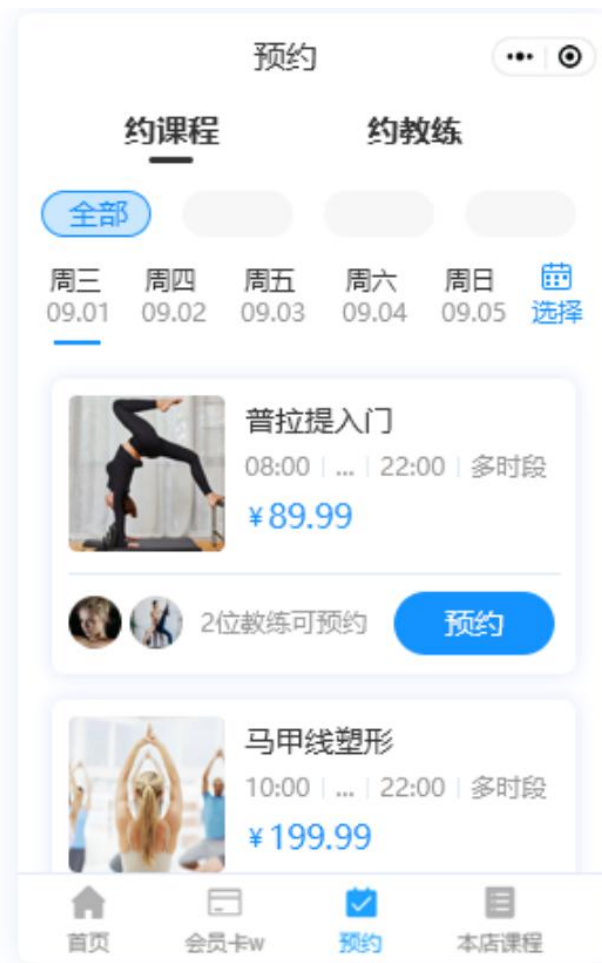 预约
约课程 约教练
全部
周三 周四 周五 周六 周日
09.01 09.02 09.03 09.04 09.05 选择
普拉提入门
08:00 | ... | 22:00 | 多时段
¥89.99
2位教练可预约 预约
马甲线塑形
10:00 | ... | 22:00 | 多时段
¥199.99
首页 会员卡w 预约 本店课程